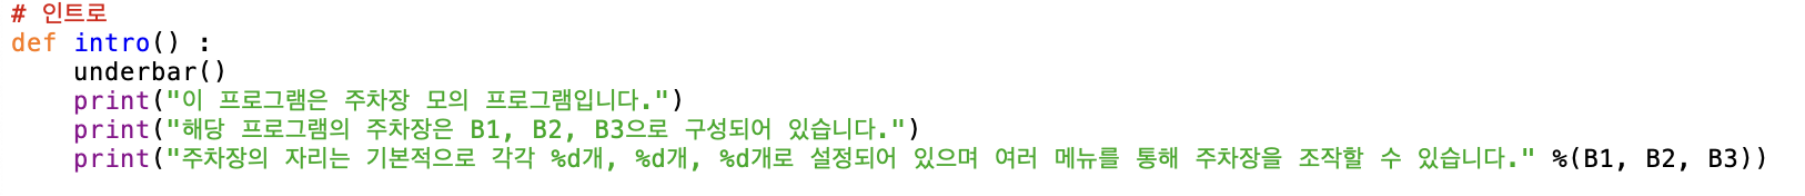 # 인트로
def intro() :
    underbar()
    print("이 프로그램은 주차장 모의 프로그램입니다.")
    print("해당 프로그램의 주차장은 B1, B2, B3으로 구성되어 있습니다.")
    print("주차장의 자리는 기본적으로 각각 %d개, %d개, %d개로 설정되어 있으며 여러 메뉴를 통해 주차장을 조작할 수 있습니다." %(B1, B2, B3))